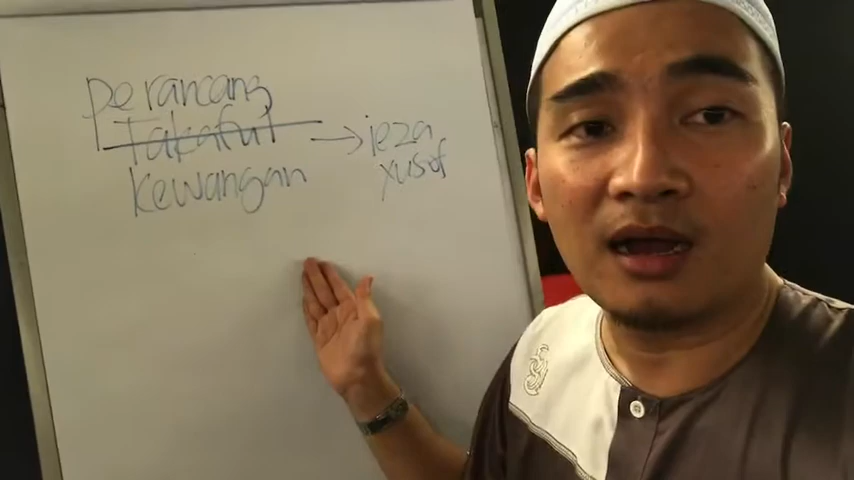 Perancang
Takaful
Kewangan
→ ieza
yusof